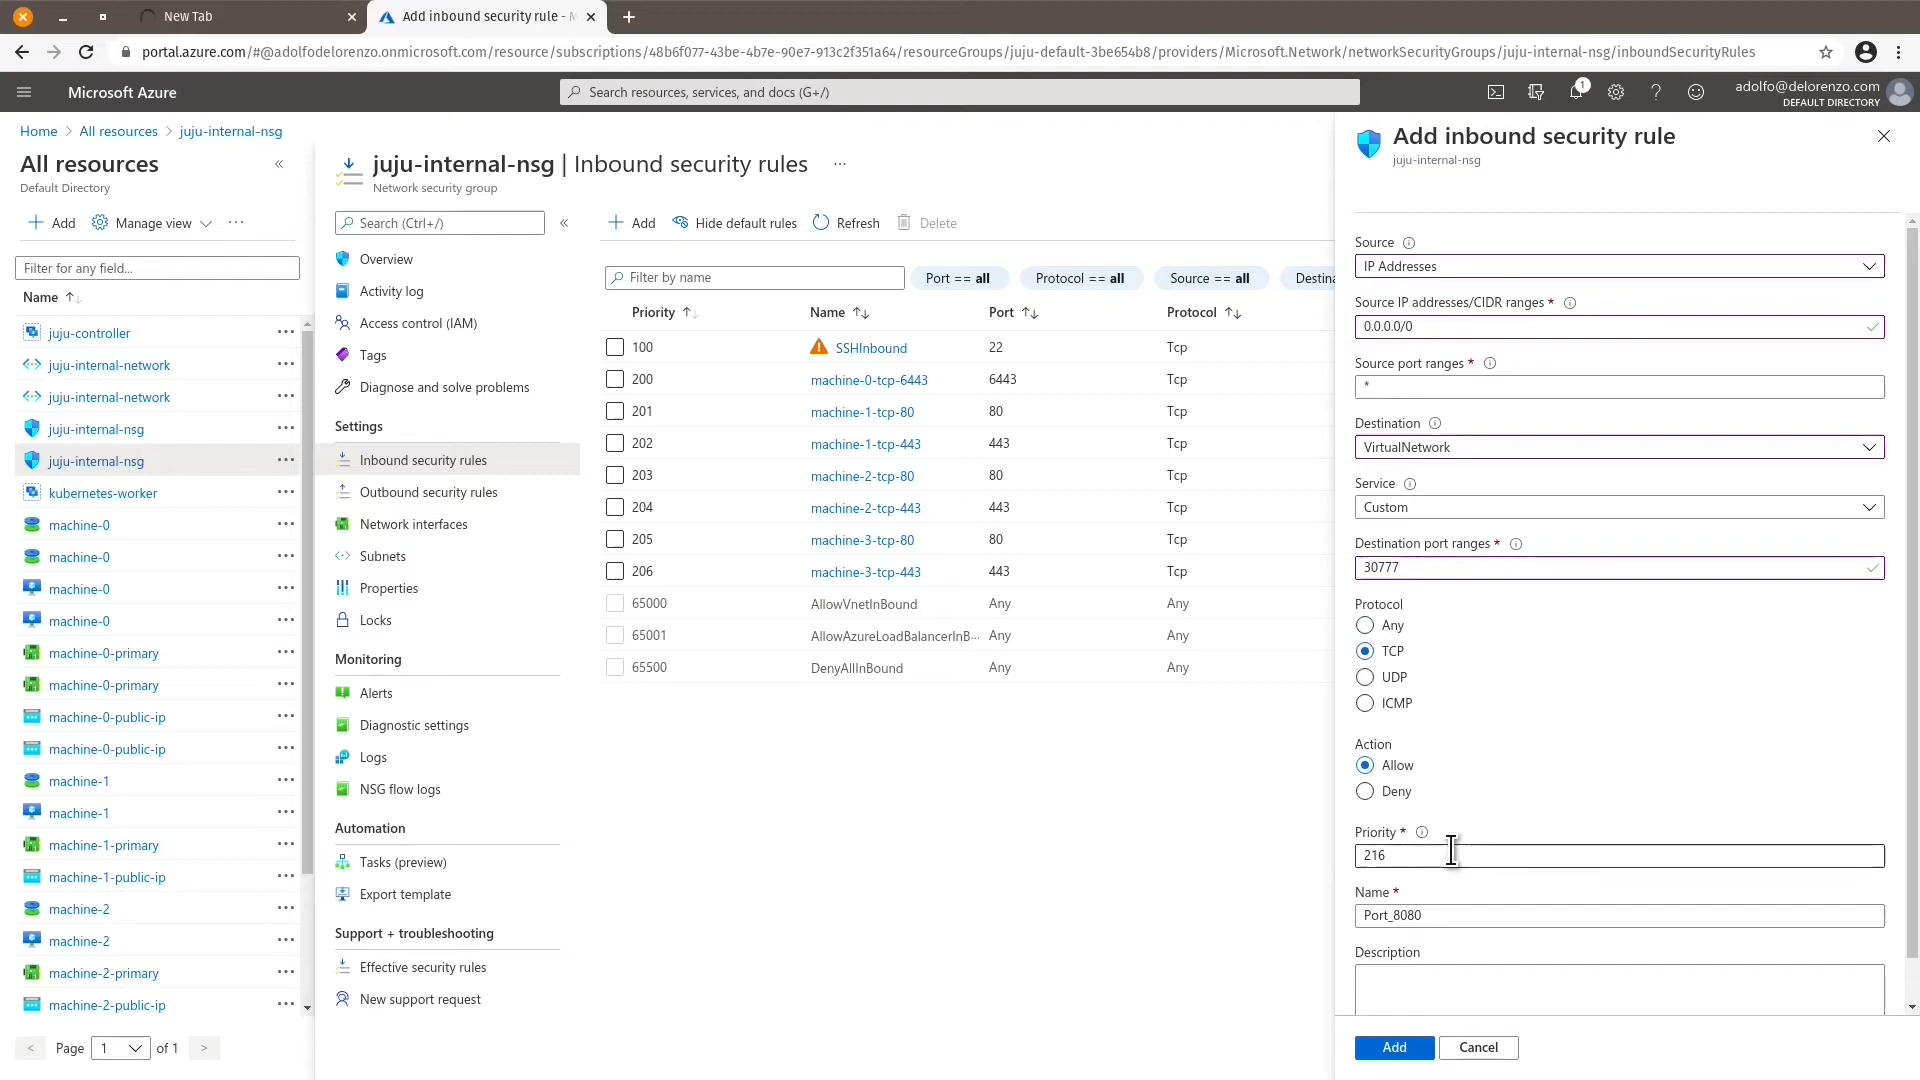 New Tab
Add inbound security rule - M
portal.azure.com/#@adolfodelorenzo.onmicrosoft.com/resource/subscriptions/48b6f077-43be-4b7e-90e7-913c2f351a64/resourceGroups/juju-default-3be654b8/providers/Microsoft.Network/networkSecurityGroups/juju-internal-nsg/inboundSecurityRules
Microsoft Azure
Search resources, services, and docs (G+/)
1
adolfo@delorenzo.com
DEFAULT DIRECTORY
Home > All resources > juju-internal-nsg
All resources
Default Directory
Add
Manage view
Filter for any field...
Name
juju-controller
juju-internal-network
juju-internal-network
juju-internal-nsg
juju-internal-nsg
kubernetes-worker
machine-0
machine-0
machine-0
machine-0
machine-0-primary
machine-0-primary
machine-0-public-ip
machine-0-public-ip
machine-1
machine-1
machine-1-primary
machine-1-public-ip
machine-2
machine-2
machine-2-primary
machine-2-public-ip
< Page 1 of 1 >
juju-internal-nsg | Inbound security rules
Network security group
Search (Ctrl+/)
Overview
Activity log
Access control (IAM)
Tags
Diagnose and solve problems
Settings
Inbound security rules
Outbound security rules
Network interfaces
Subnets
Properties
Locks
Monitoring
Alerts
Diagnostic settings
Logs
NSG flow logs
Automation
Tasks (preview)
Export template
Support + troubleshooting
Effective security rules
New support request
Add
Hide default rules
Refresh
Delete
Filter by name
Port == all
Protocol == all
Source == all
Destina
Priority Name Port Protocol
100 SSHInbound 22 Tcp
200 machine-0-tcp-6443 6443 Tcp
201 machine-1-tcp-80 80 Tcp
202 machine-1-tcp-443 443 Tcp
203 machine-2-tcp-80 80 Tcp
204 machine-2-tcp-443 443 Tcp
205 machine-3-tcp-80 80 Tcp
206 machine-3-tcp-443 443 Tcp
65000 AllowVnetInBound Any Any
65001 AllowAzureLoadBalancerInB... Any Any
65500 DenyAllInBound Any Any
Add inbound security rule
juju-internal-nsg
Source
IP Addresses
Source IP addresses/CIDR ranges *
0.0.0.0/0
Source port ranges *
*
Destination
VirtualNetwork
Service
Custom
Destination port ranges *
30777
Protocol
Any
TCP
UDP
ICMP
Action
Allow
Deny
Priority *
216
Name *
Port_8080
Description
Add
Cancel